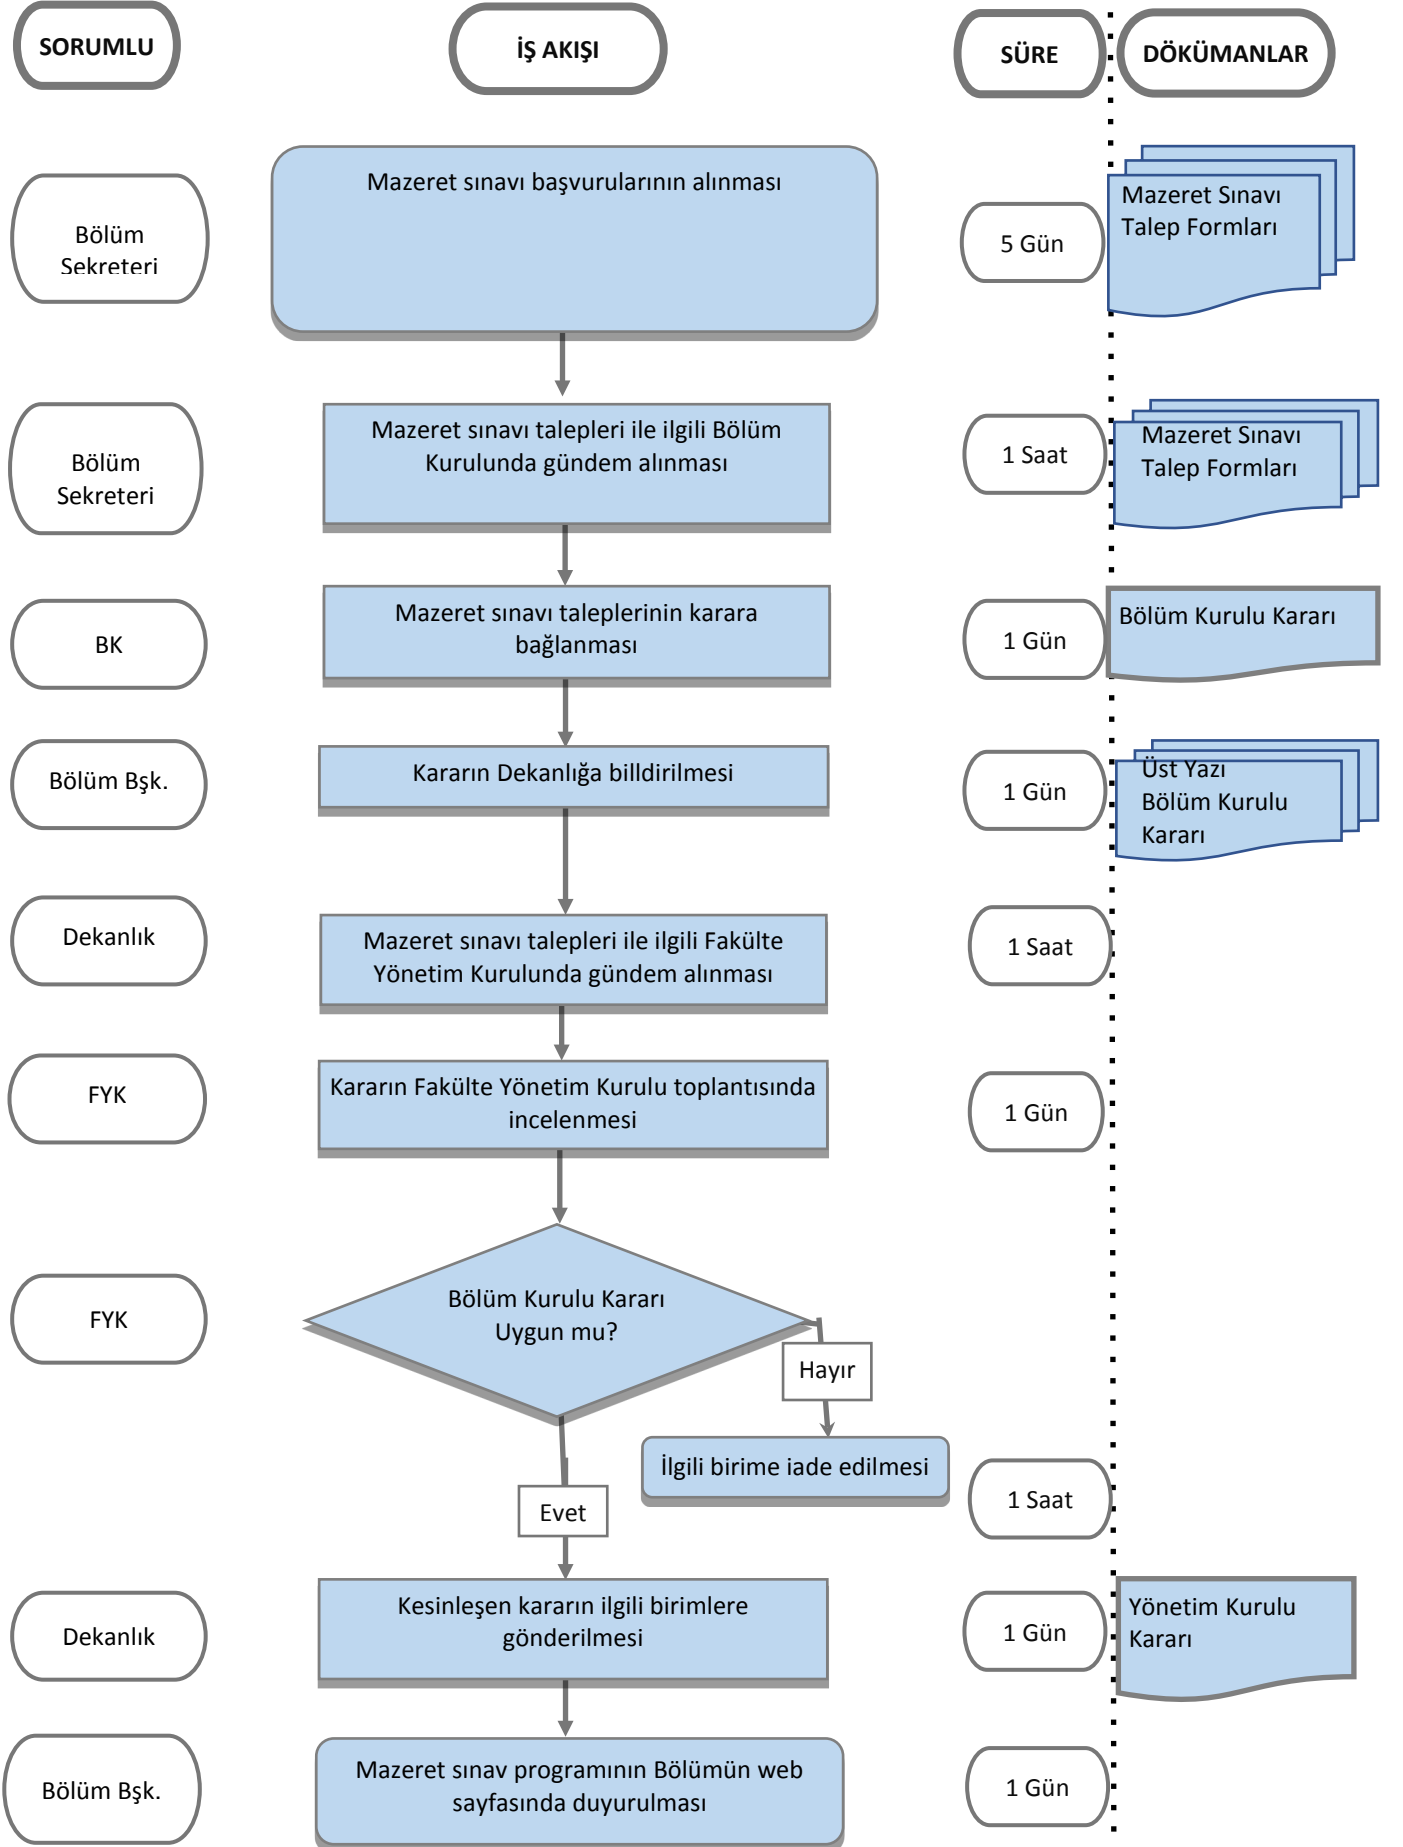 SORUMLU
İŞ AKIŞI
SÜRE
DÖKÜMANLAR
Bölüm
Sekreteri
Mazeret sınavı başvurularının alınması
5 Gün
Mazeret Sınavı
Talep Formları
Bölüm
Sekreteri
Mazeret sınavı talepleri ile ilgili Bölüm
Kurulunda gündem alınması
1 Saat
Mazeret Sınavı
Talep Formları
BK
Mazeret sınavı taleplerinin karara
bağlanması
1 Gün
Bölüm Kurulu Kararı
Bölüm Bşk.
Kararın Dekanlığa billdirilmesi
1 Gün
Üst Yazı
Bölüm Kurulu
Kararı
Dekanlık
Mazeret sınavı talepleri ile ilgili Fakülte
Yönetim Kurulunda gündem alınması
1 Saat
FYK
Kararın Fakülte Yönetim Kurulu toplantısında
incelenmesi
1 Gün
FYK
Bölüm Kurulu Kararı
Uygun mu?
Hayır
İlgili birime iade edilmesi
1 Saat
Evet
Dekanlık
Kesinleşen kararın ilgili birimlere
gönderilmesi
1 Gün
Yönetim Kurulu
Kararı
Bölüm Bşk.
Mazeret sınav programının Bölümün web
sayfasında duyurulması
1 Gün